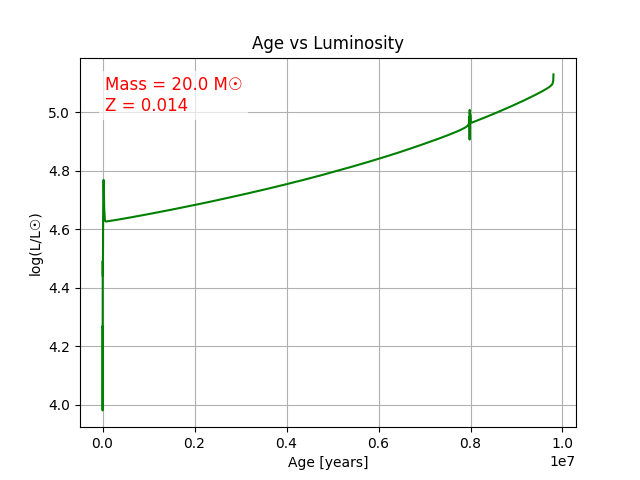 Age vs Luminosity
Mass = 20.0 M☉
Z = 0.014
log(L/L☉)
5.0
4.8
4.6
4.4
4.2
4.0
0.0 0.2 0.4 0.6 0.8 1.0
1e7
Age [years]